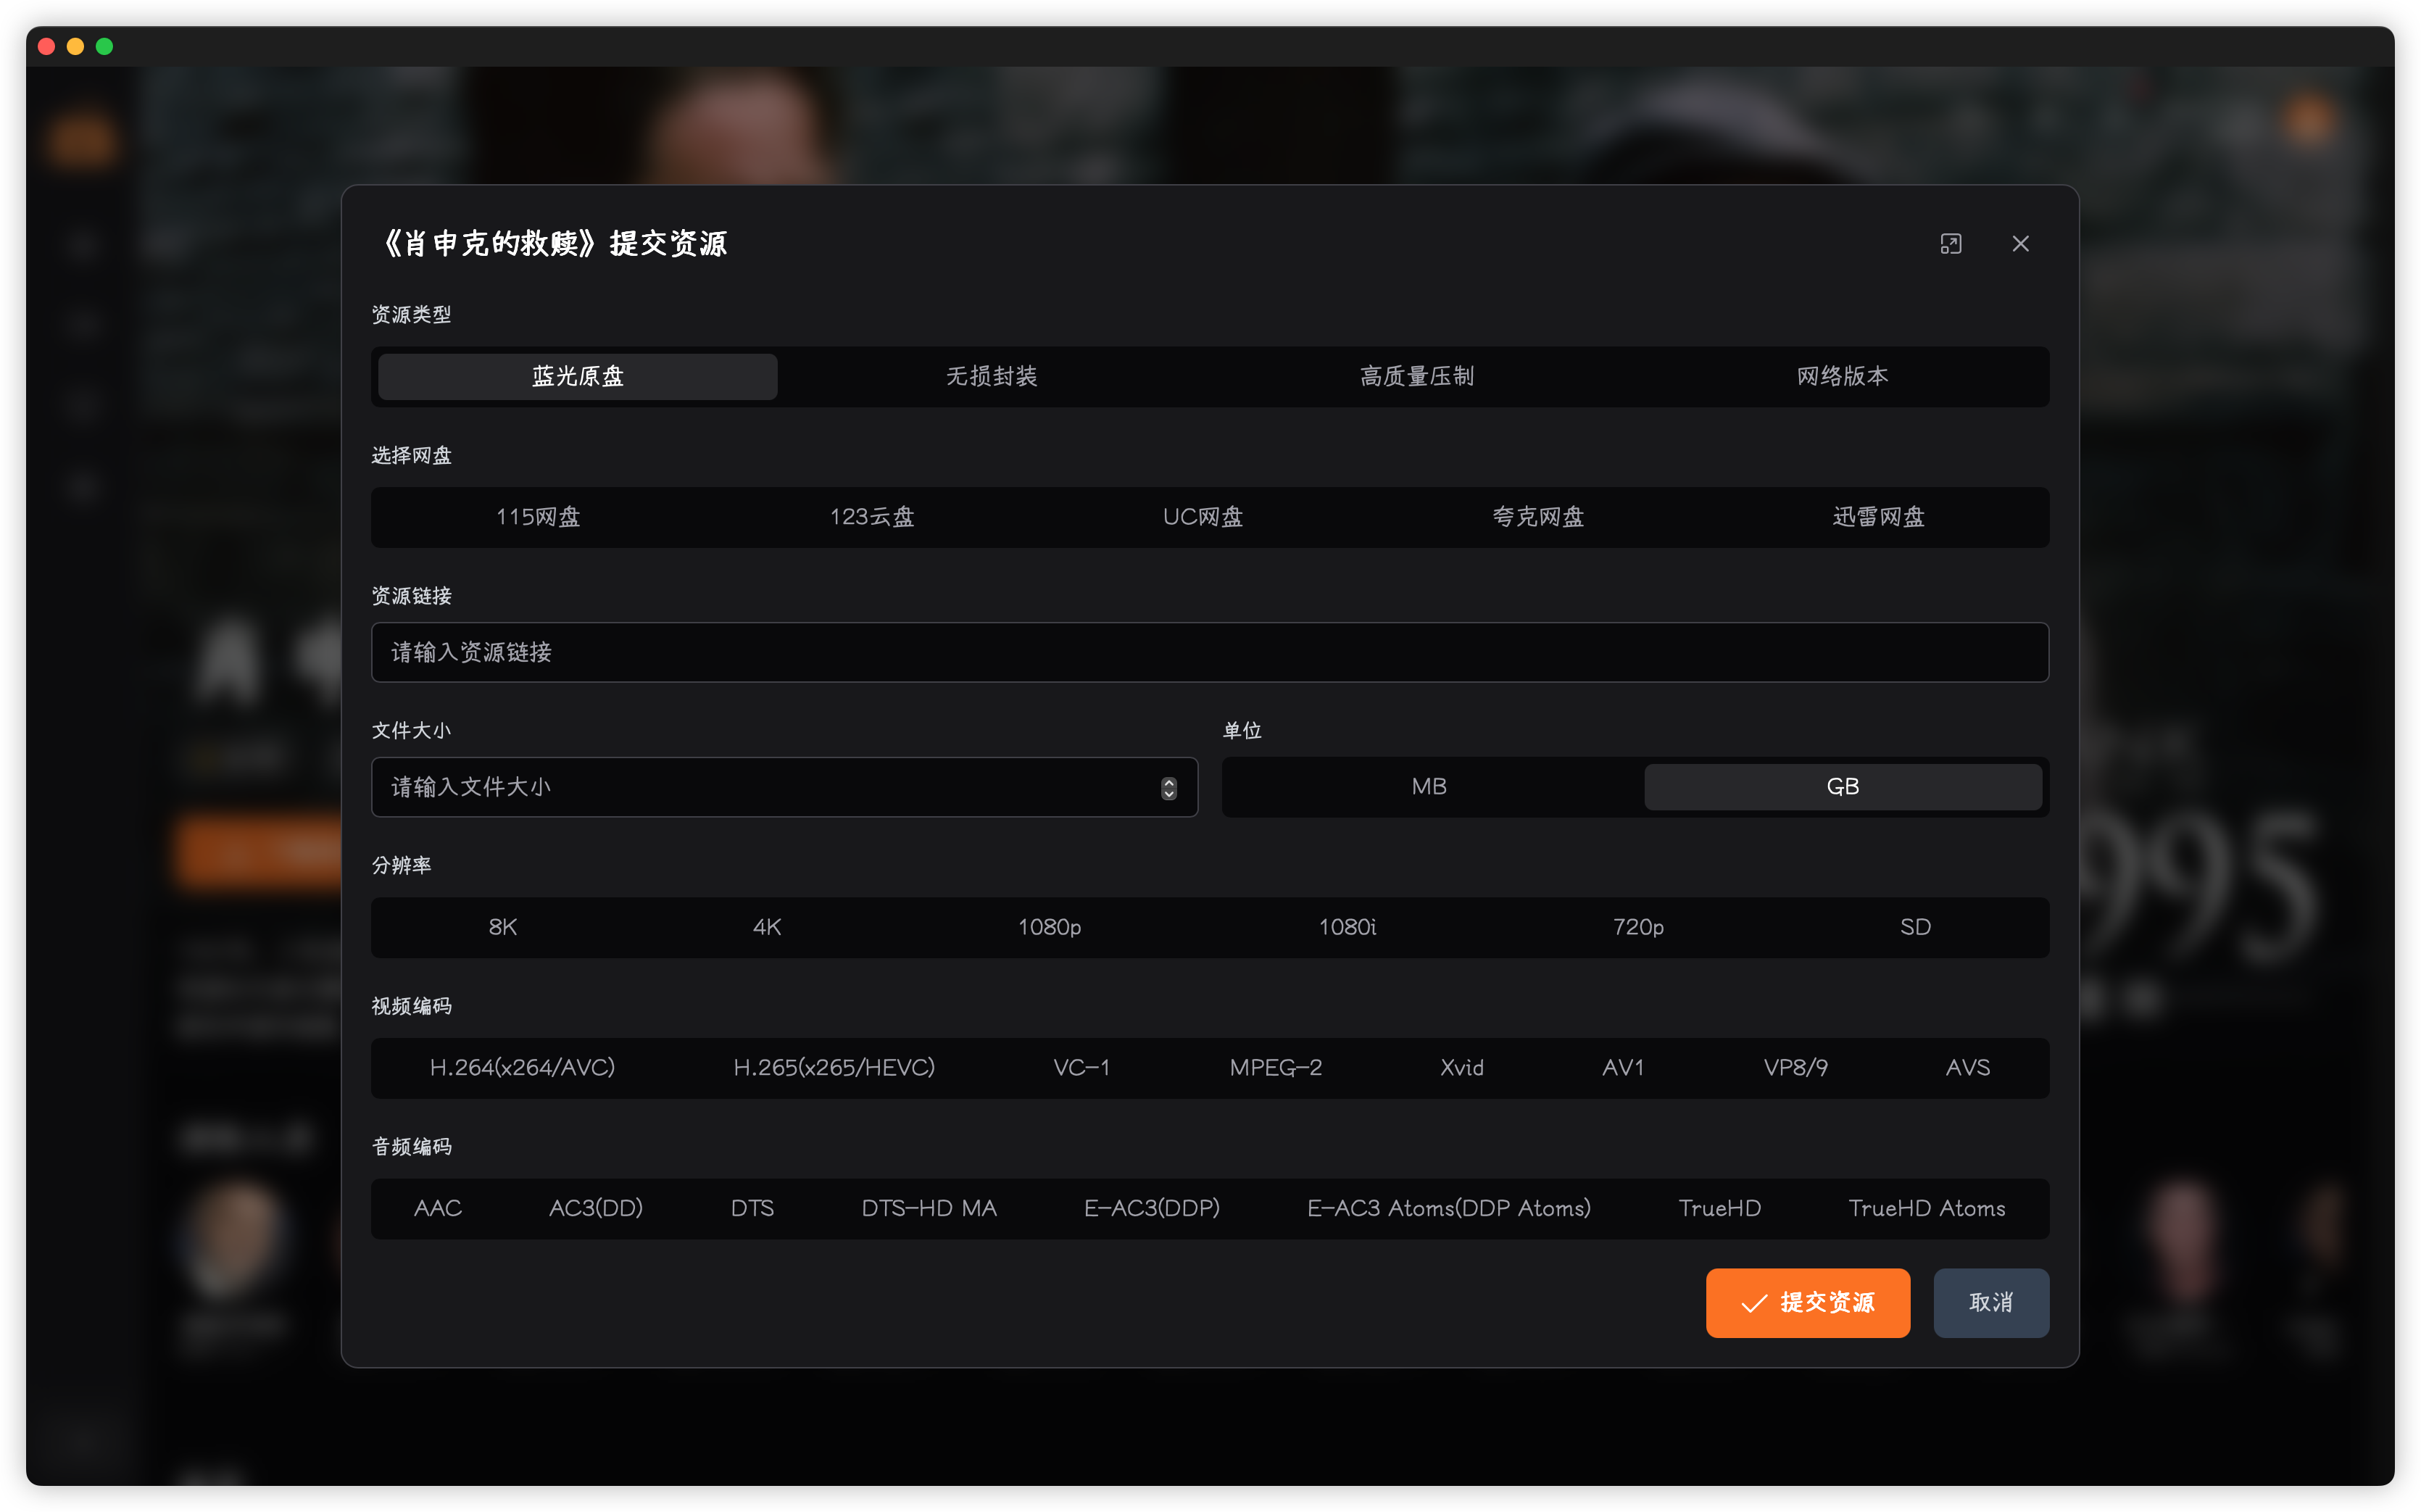 《肖申克的救赎》提交资源
资源类型
蓝光原盘 无损封装 高质量压制 网络版本
选择网盘
115网盘 123云盘 UC网盘 夸克网盘 迅雷网盘
资源链接
请输入资源链接
文件大小 单位
请输入文件大小 MB GB
分辨率
8K 4K 1080p 1080i 720p SD
995
视频编码
H.264(x264/AVC) H.265(x265/HEVC) VC-1 MPEG-2 Xvid AV1 VP8/9 AVS
音频编码
AAC AC3(DD) DTS DTS-HD MA E-AC3(DDP) E-AC3 Atoms(DDP Atoms) TrueHD TrueHD Atoms
提交资源 取消